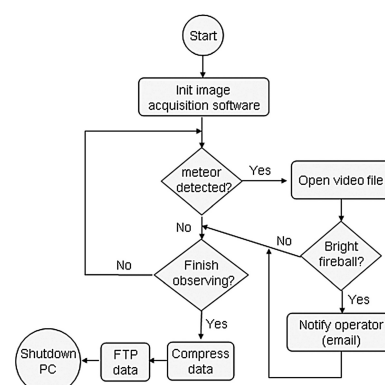 Start
Init image
acquisition software
meteor
detected?
Yes
Open video file
No
No
Bright
fireball?
Finish
observing?
No
Yes
Yes
Notify operator
(email)
Shutdown
PC
FTP
data
Compress
data